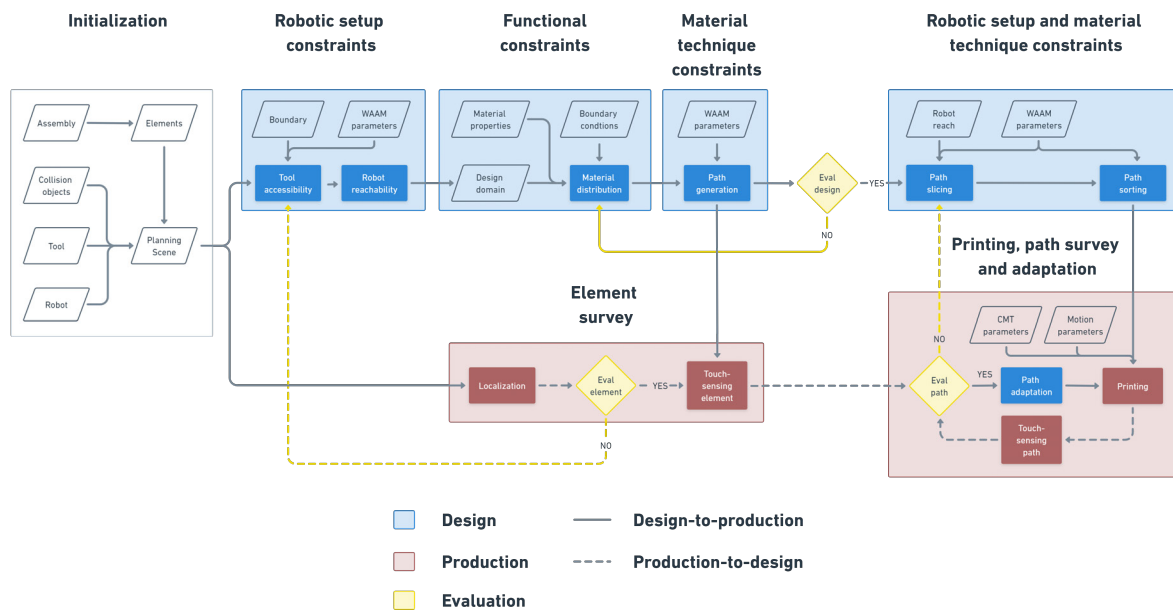 Initialization
Robotic setup
constraints
Functional
constraints
Material
technique
constraints
Robotic setup and material
technique constraints
Assembly
Elements
Collision
objects
Tool
Planning
Scene
Robot
Boundary
WAAM
parameters
Tool
accessibility
Robot
reachability
Material
properties
Boundary
condtions
Design
domain
Material
distribution
WAAM
parameters
Path
generation
Eval
design
YES
NO
Robot
reach
WAAM
parameters
Path
slicing
Path
sorting
Element
survey
Localization
Eval
element
YES
NO
Touch-
sensing
element
Printing, path survey
and adaptation
CMT
parameters
Motion
parameters
NO
Eval
path
YES
Path
adaptation
Printing
Touch-
sensing
path
Design
Design-to-production
Production
Production-to-design
Evaluation